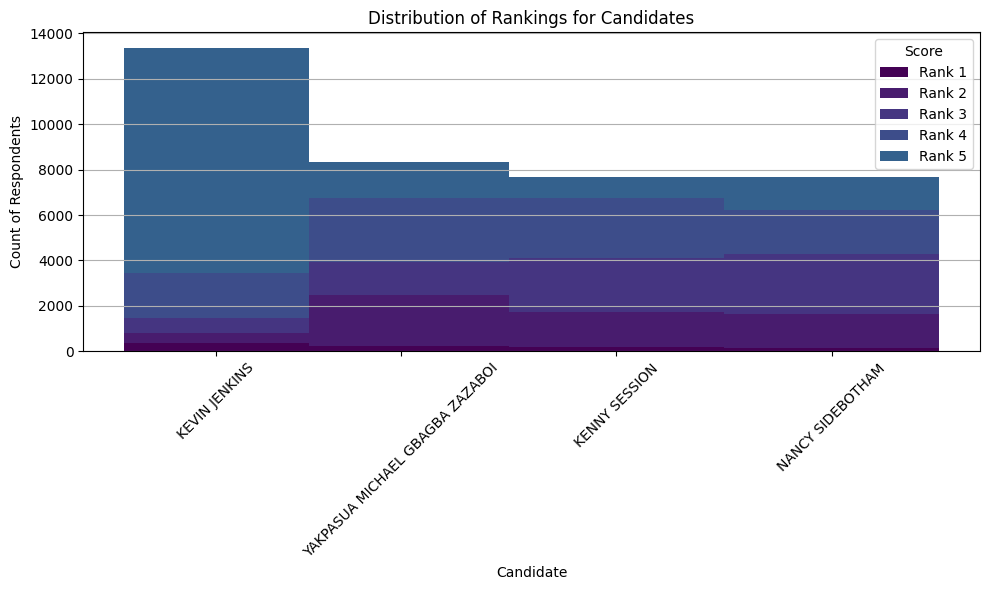 Distribution of Rankings for Candidates
Count of Respondents
14000
12000
10000
8000
6000
4000
2000
0
Score
Rank 1
Rank 2
Rank 3
Rank 4
Rank 5
KEVIN JENKINS
YAKPASUA MICHAEL GBAGBA ZAZABOI
KENNY SESSION
NANCY SIDEBOTHAM
Candidate